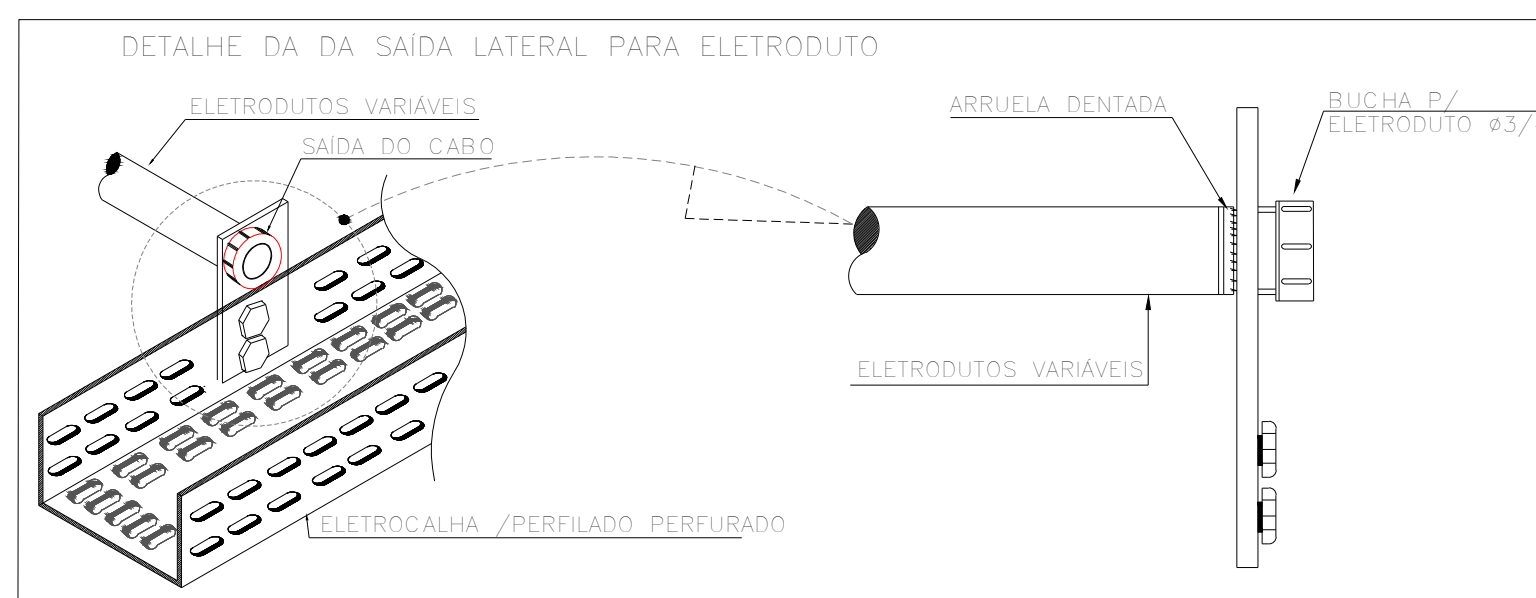 DETALHE DA DA SAÍDA LATERAL PARA ELETRODUTO
ELETRODUTOS VARIÁVEIS
SAÍDA DO CABO
ARRUELA DENTADA
BUCHA P/
ELETRODUTO ø3/
ELETRODUTOS VARIÁVEIS
ELETROCALHA /PERFILADO PERFURADO